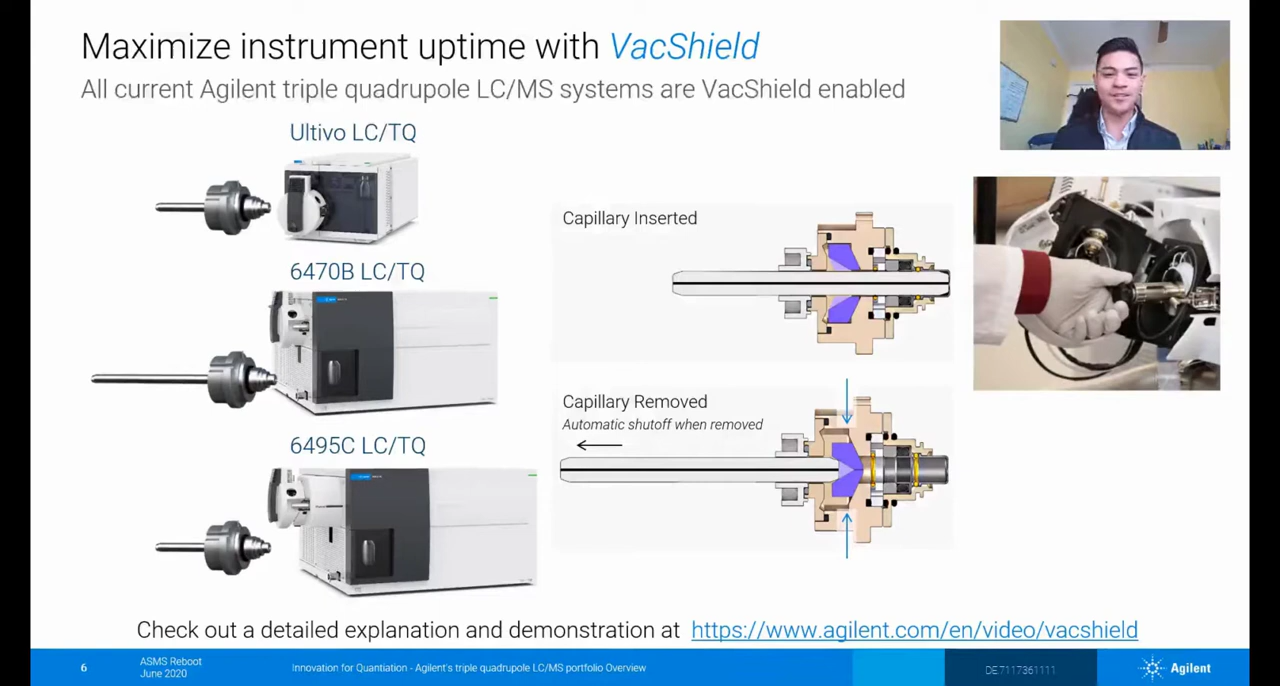 Maximize instrument uptime with VacShield
All current Agilent triple quadrupole LC/MS systems are VacShield enabled
Ultivo LC/TQ
6470B LC/TQ
6495C LC/TQ
Capillary Inserted
Capillary Removed
Automatic shutoff when removed
Check out a detailed explanation and demonstration at https://www.agilent.com/en/video/vacshield
6
ASMS Reboot
June 2020
Innovation for Quantiation - Agilent's triple quadrupole LC/MS portfolio Overview
DE7117361111
Agilent